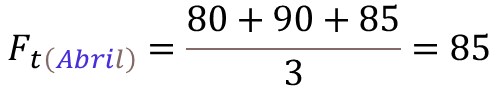 F_t(Abril) = (80 + 90 + 85) / 3 = 85